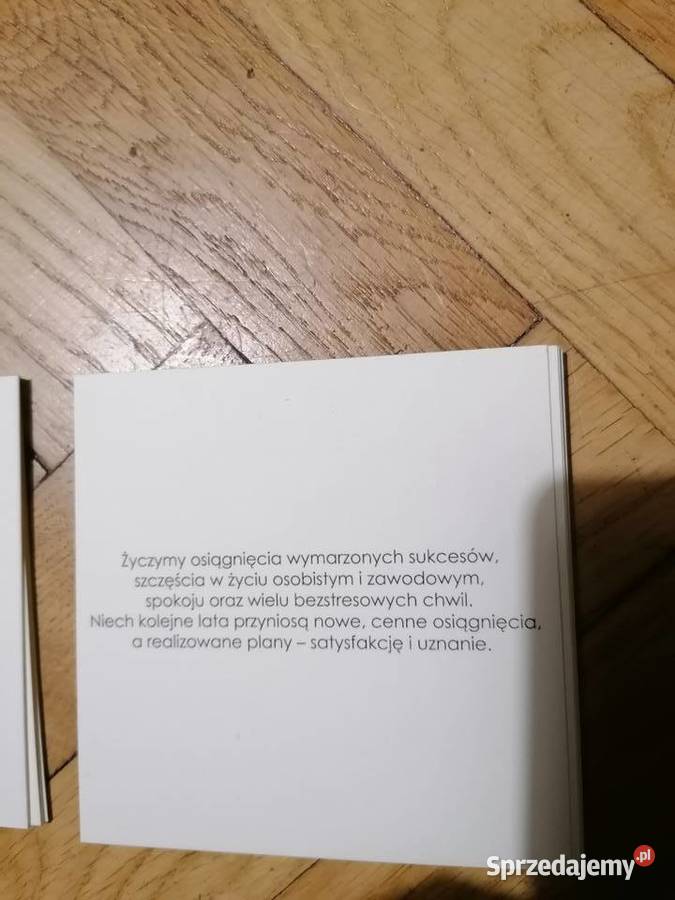 Życzymy osiągnięcia wymarzonych sukcesów,
szczęścia w życiu osobistym i zawodowym,
spokoju oraz wielu bezstresowych chwil.
Niech kolejne lata przyniosą nowe, cenne osiągnięcia,
a realizowane plany – satysfakcję i uznanie.
Sprzedajemy.pl